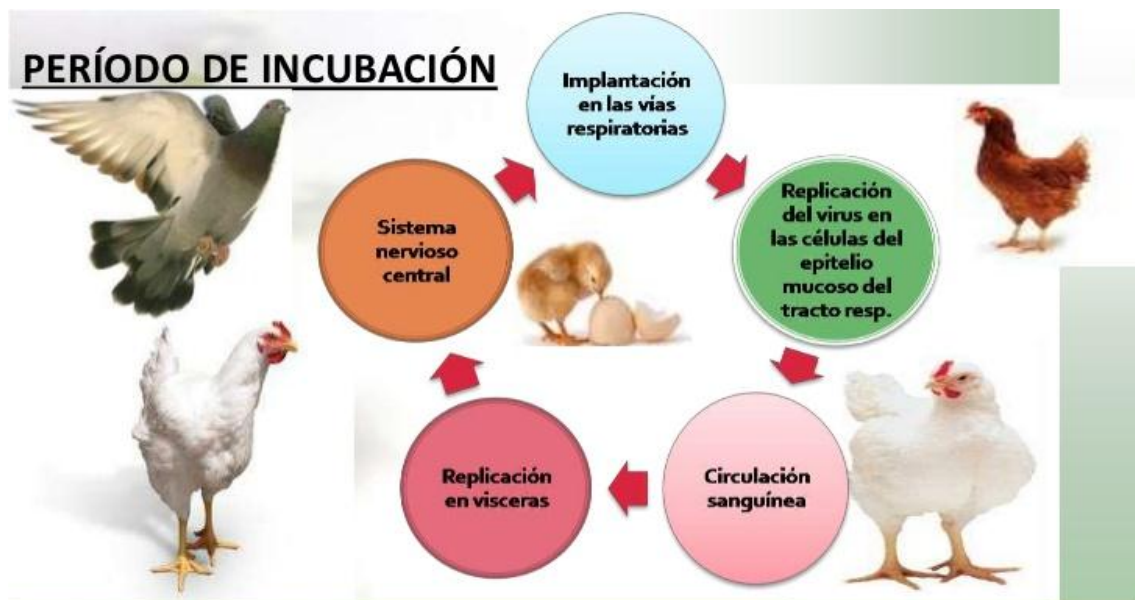 PERÍODO DE INCUBACIÓN
Implantación
en las vías
respiratorias
Replicación
del virus en
las células del
epitelio
mucoso del
tracto resp.
Circulación
sanguínea
Replicación
en visceras
Sistema
nervioso
central